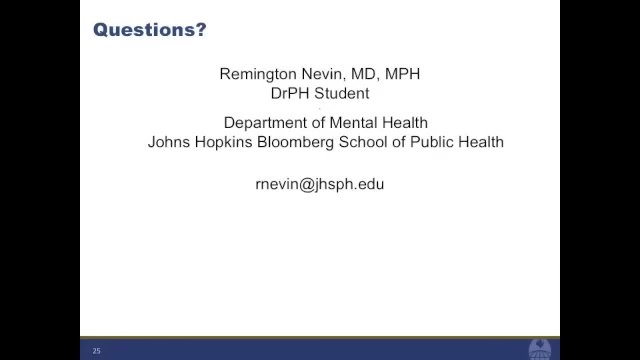 Questions?
Remington Nevin, MD, MPH
DrPH Student
Department of Mental Health
Johns Hopkins Bloomberg School of Public Health
rnevin@jhsph.edu
25